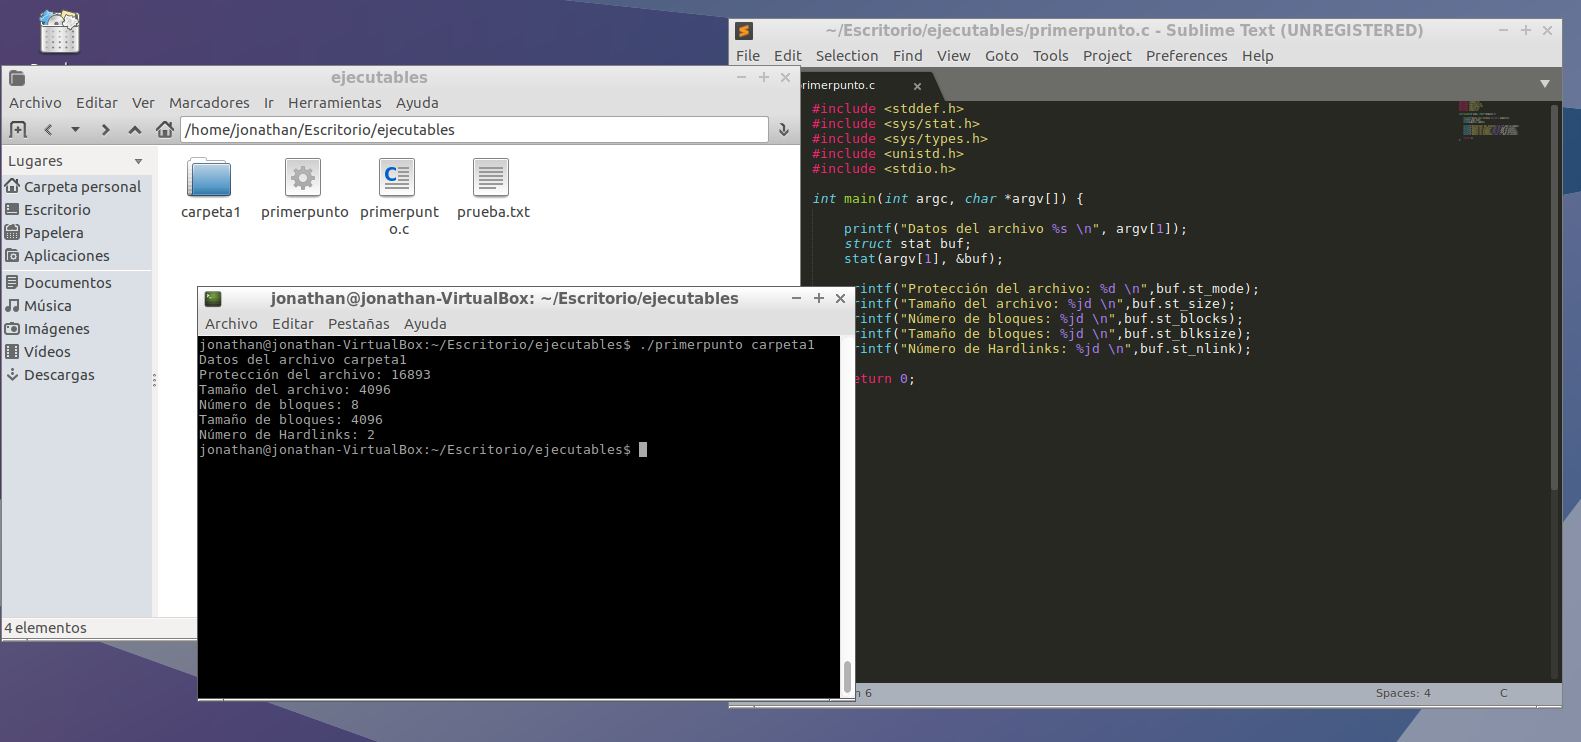 ejecutables
Archivo Editar Ver Marcadores Ir Herramientas Ayuda
/home/jonathan/Escritorio/ejecutables
Lugares
Carpeta personal
Escritorio
Papelera
Aplicaciones
Documentos
Música
Imágenes
Vídeos
Descargas
carpeta1
primerpunto
primerpunt
o.c
prueba.txt
4 elementos
jonathan@jonathan-VirtualBox: ~/Escritorio/ejecutables
Archivo Editar Pestañas Ayuda
jonathan@jonathan-VirtualBox:~/Escritorio/ejecutables$ ./primerpunto carpeta1
Datos del archivo carpeta1
Protección del archivo: 16893
Tamaño del archivo: 4096
Número de bloques: 8
Tamaño de bloques: 4096
Número de Hardlinks: 2
jonathan@jonathan-VirtualBox:~/Escritorio/ejecutables$
~/Escritorio/ejecutables/primerpunto.c - Sublime Text (UNREGISTERED)
File Edit Selection Find View Goto Tools Project Preferences Help
primerpunto.c
#include <stddef.h>
#include <sys/stat.h>
#include <sys/types.h>
#include <unistd.h>
#include <stdio.h>
int main(int argc, char *argv[]) {
printf("Datos del archivo %s \n", argv[1]);
struct stat buf;
stat(argv[1], &buf);
rintf("Protección del archivo: %d \n",buf.st_mode);
rintf("Tamaño del archivo: %jd \n",buf.st_size);
rintf("Número de bloques: %jd \n",buf.st_blocks);
rintf("Tamaño de bloques: %jd \n",buf.st_blksize);
rintf("Número de Hardlinks: %jd \n",buf.st_nlink);
eturn 0;
n 6
Spaces: 4
C